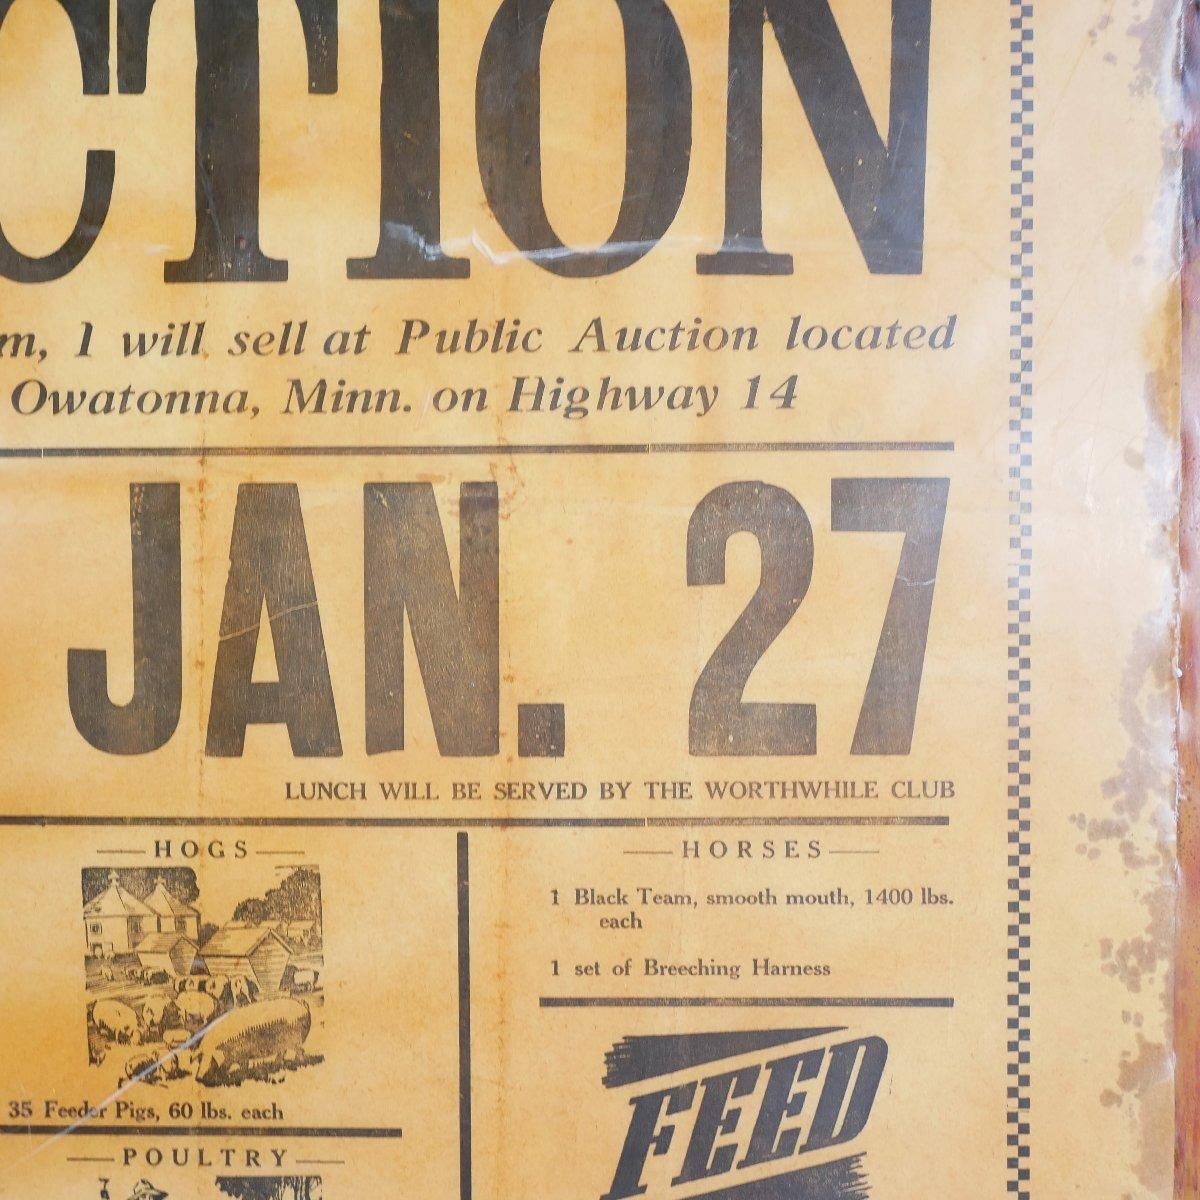 CTION
m, I will sell at Public Auction located
Owatonna, Minn. on Highway 14
JAN. 27
LUNCH WILL BE SERVED BY THE WORTHWHILE CLUB
HOGS
35 Feeder Pigs, 60 lbs. each
POULTRY
HORSES
1 Black Team, smooth mouth, 1400 lbs.
each
1 set of Breeching Harness
FEED